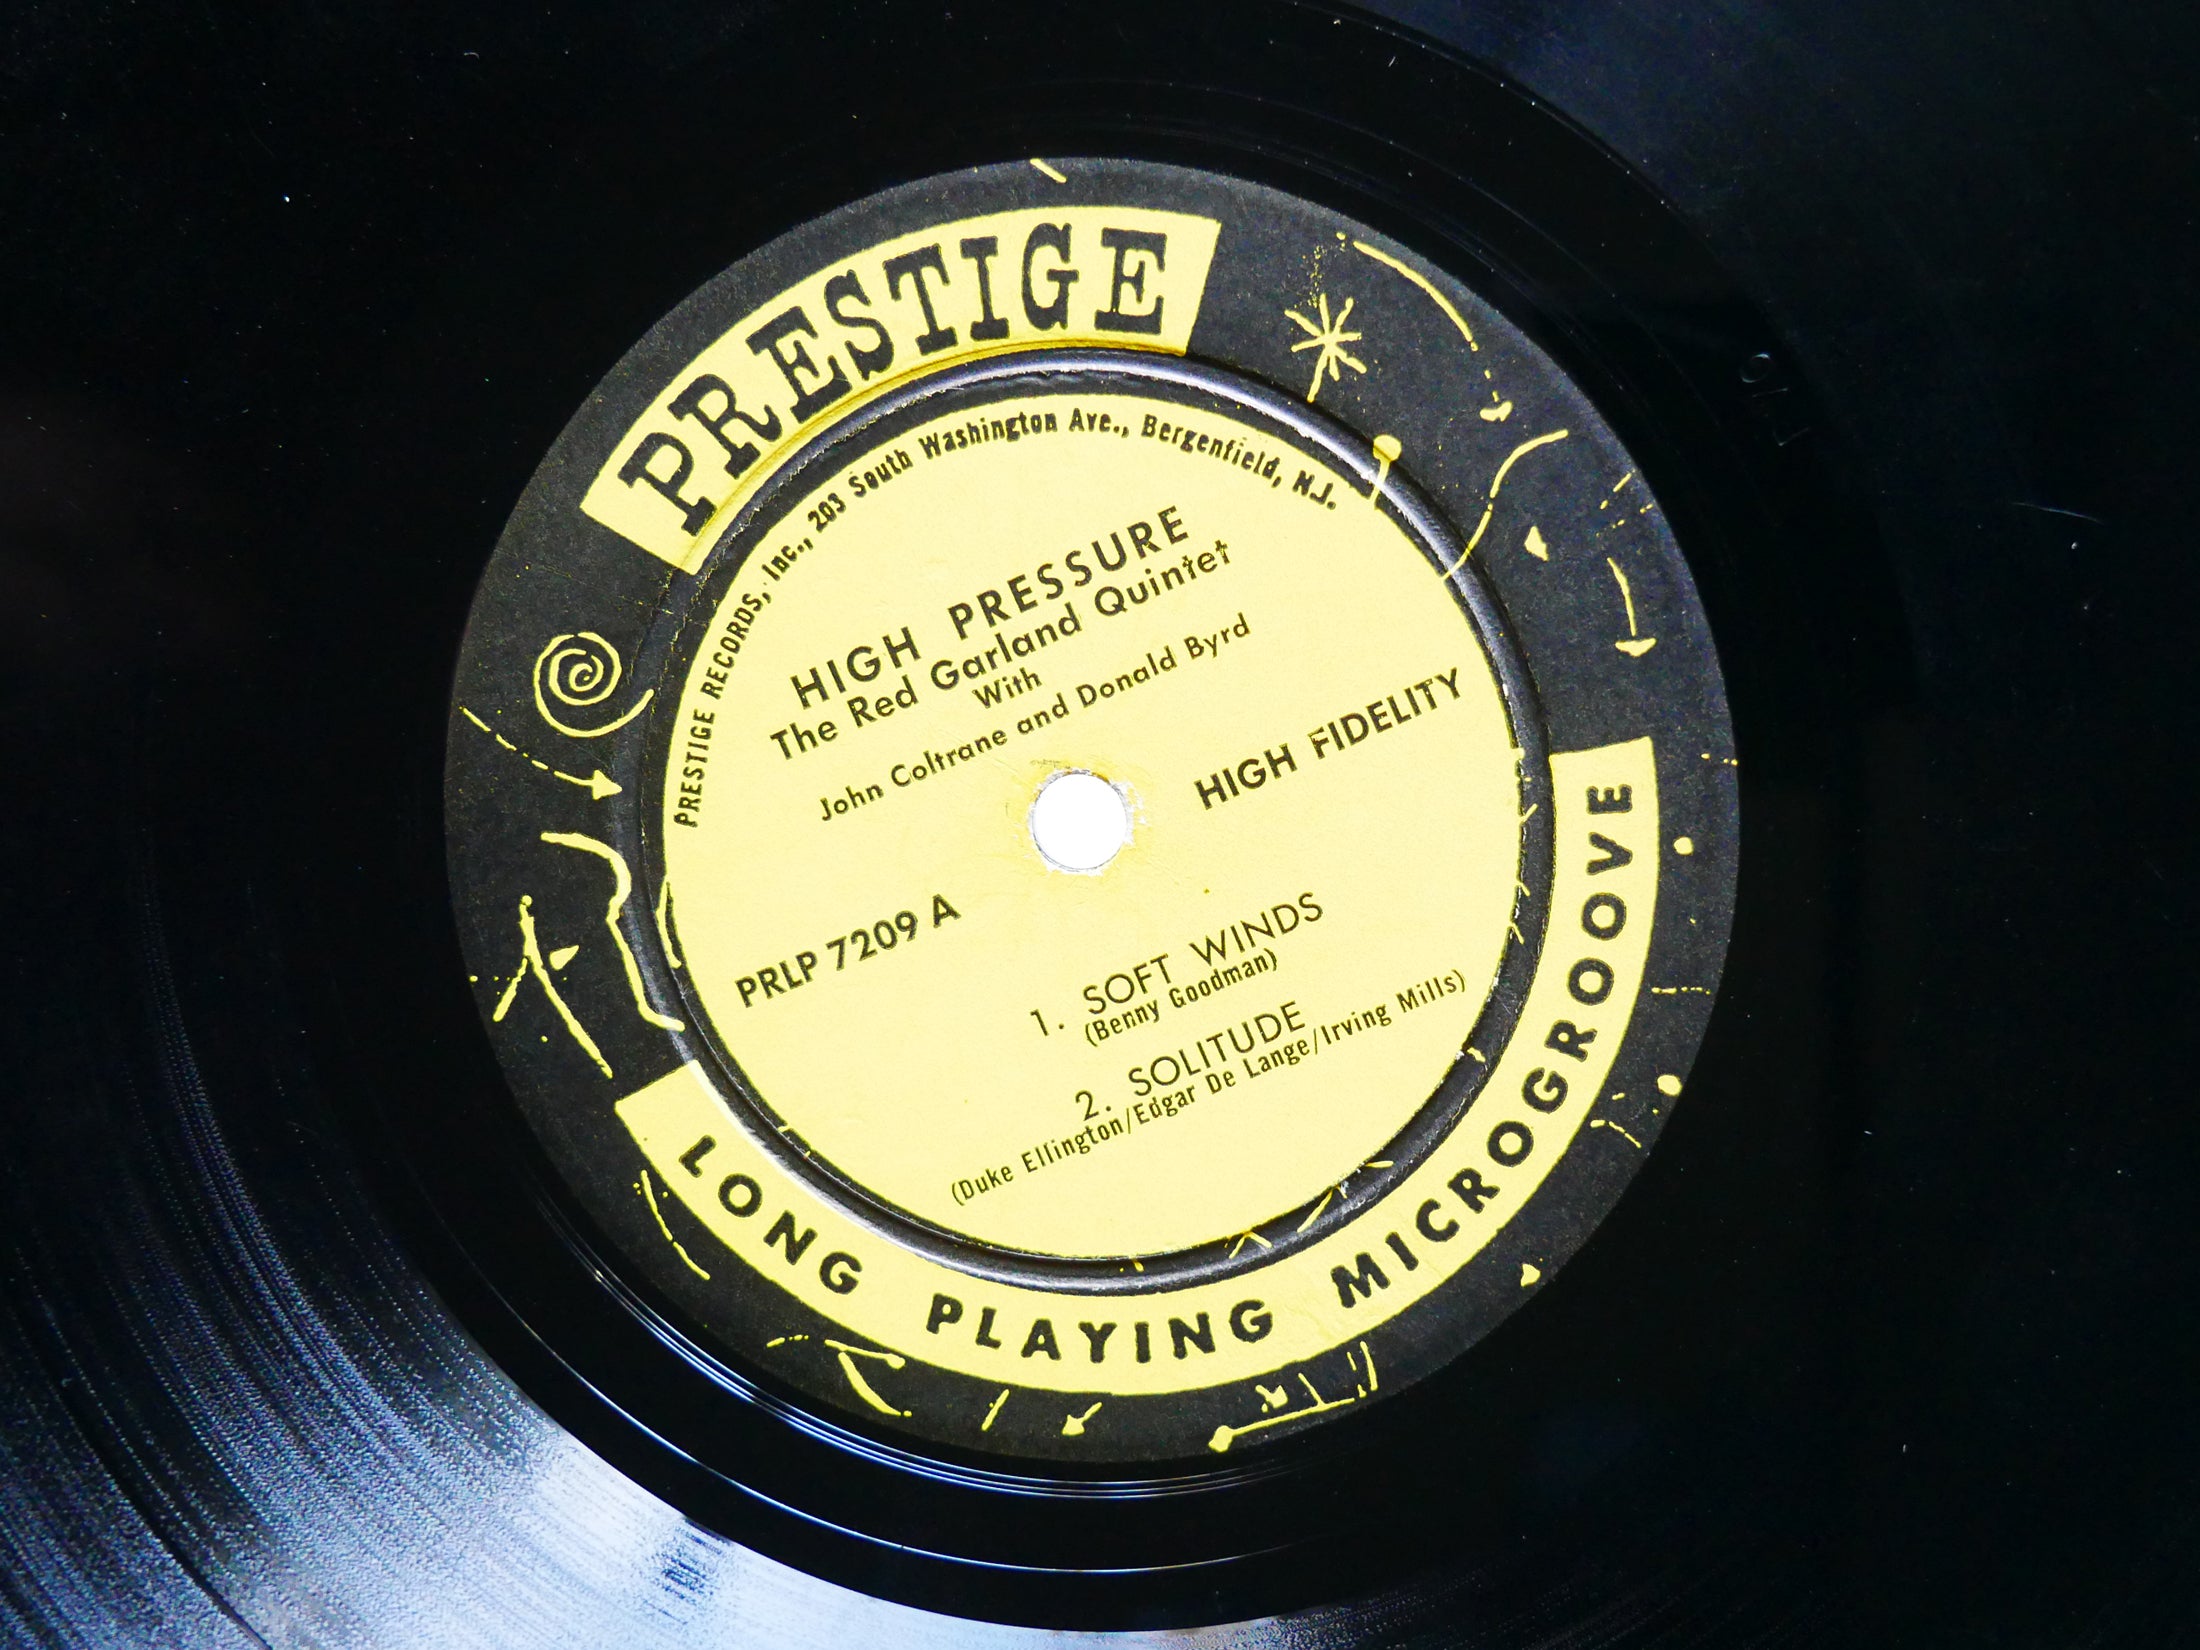 PRESTIGE
PRESTIGE RECORDS, Inc., 203 South Washington Ave., Bergenfield, N.J.
HIGH PRESSURE
The Red Garland Quintet
With
John Coltrane and Donald Byrd
HIGH FIDELITY
PRLP 7209 A
1. SOFT WINDS
(Benny Goodman)
2. SOLITUDE
(Duke Ellington/Edgar De Lange/Irving Mills)
LONG PLAYING MICROGROOVE